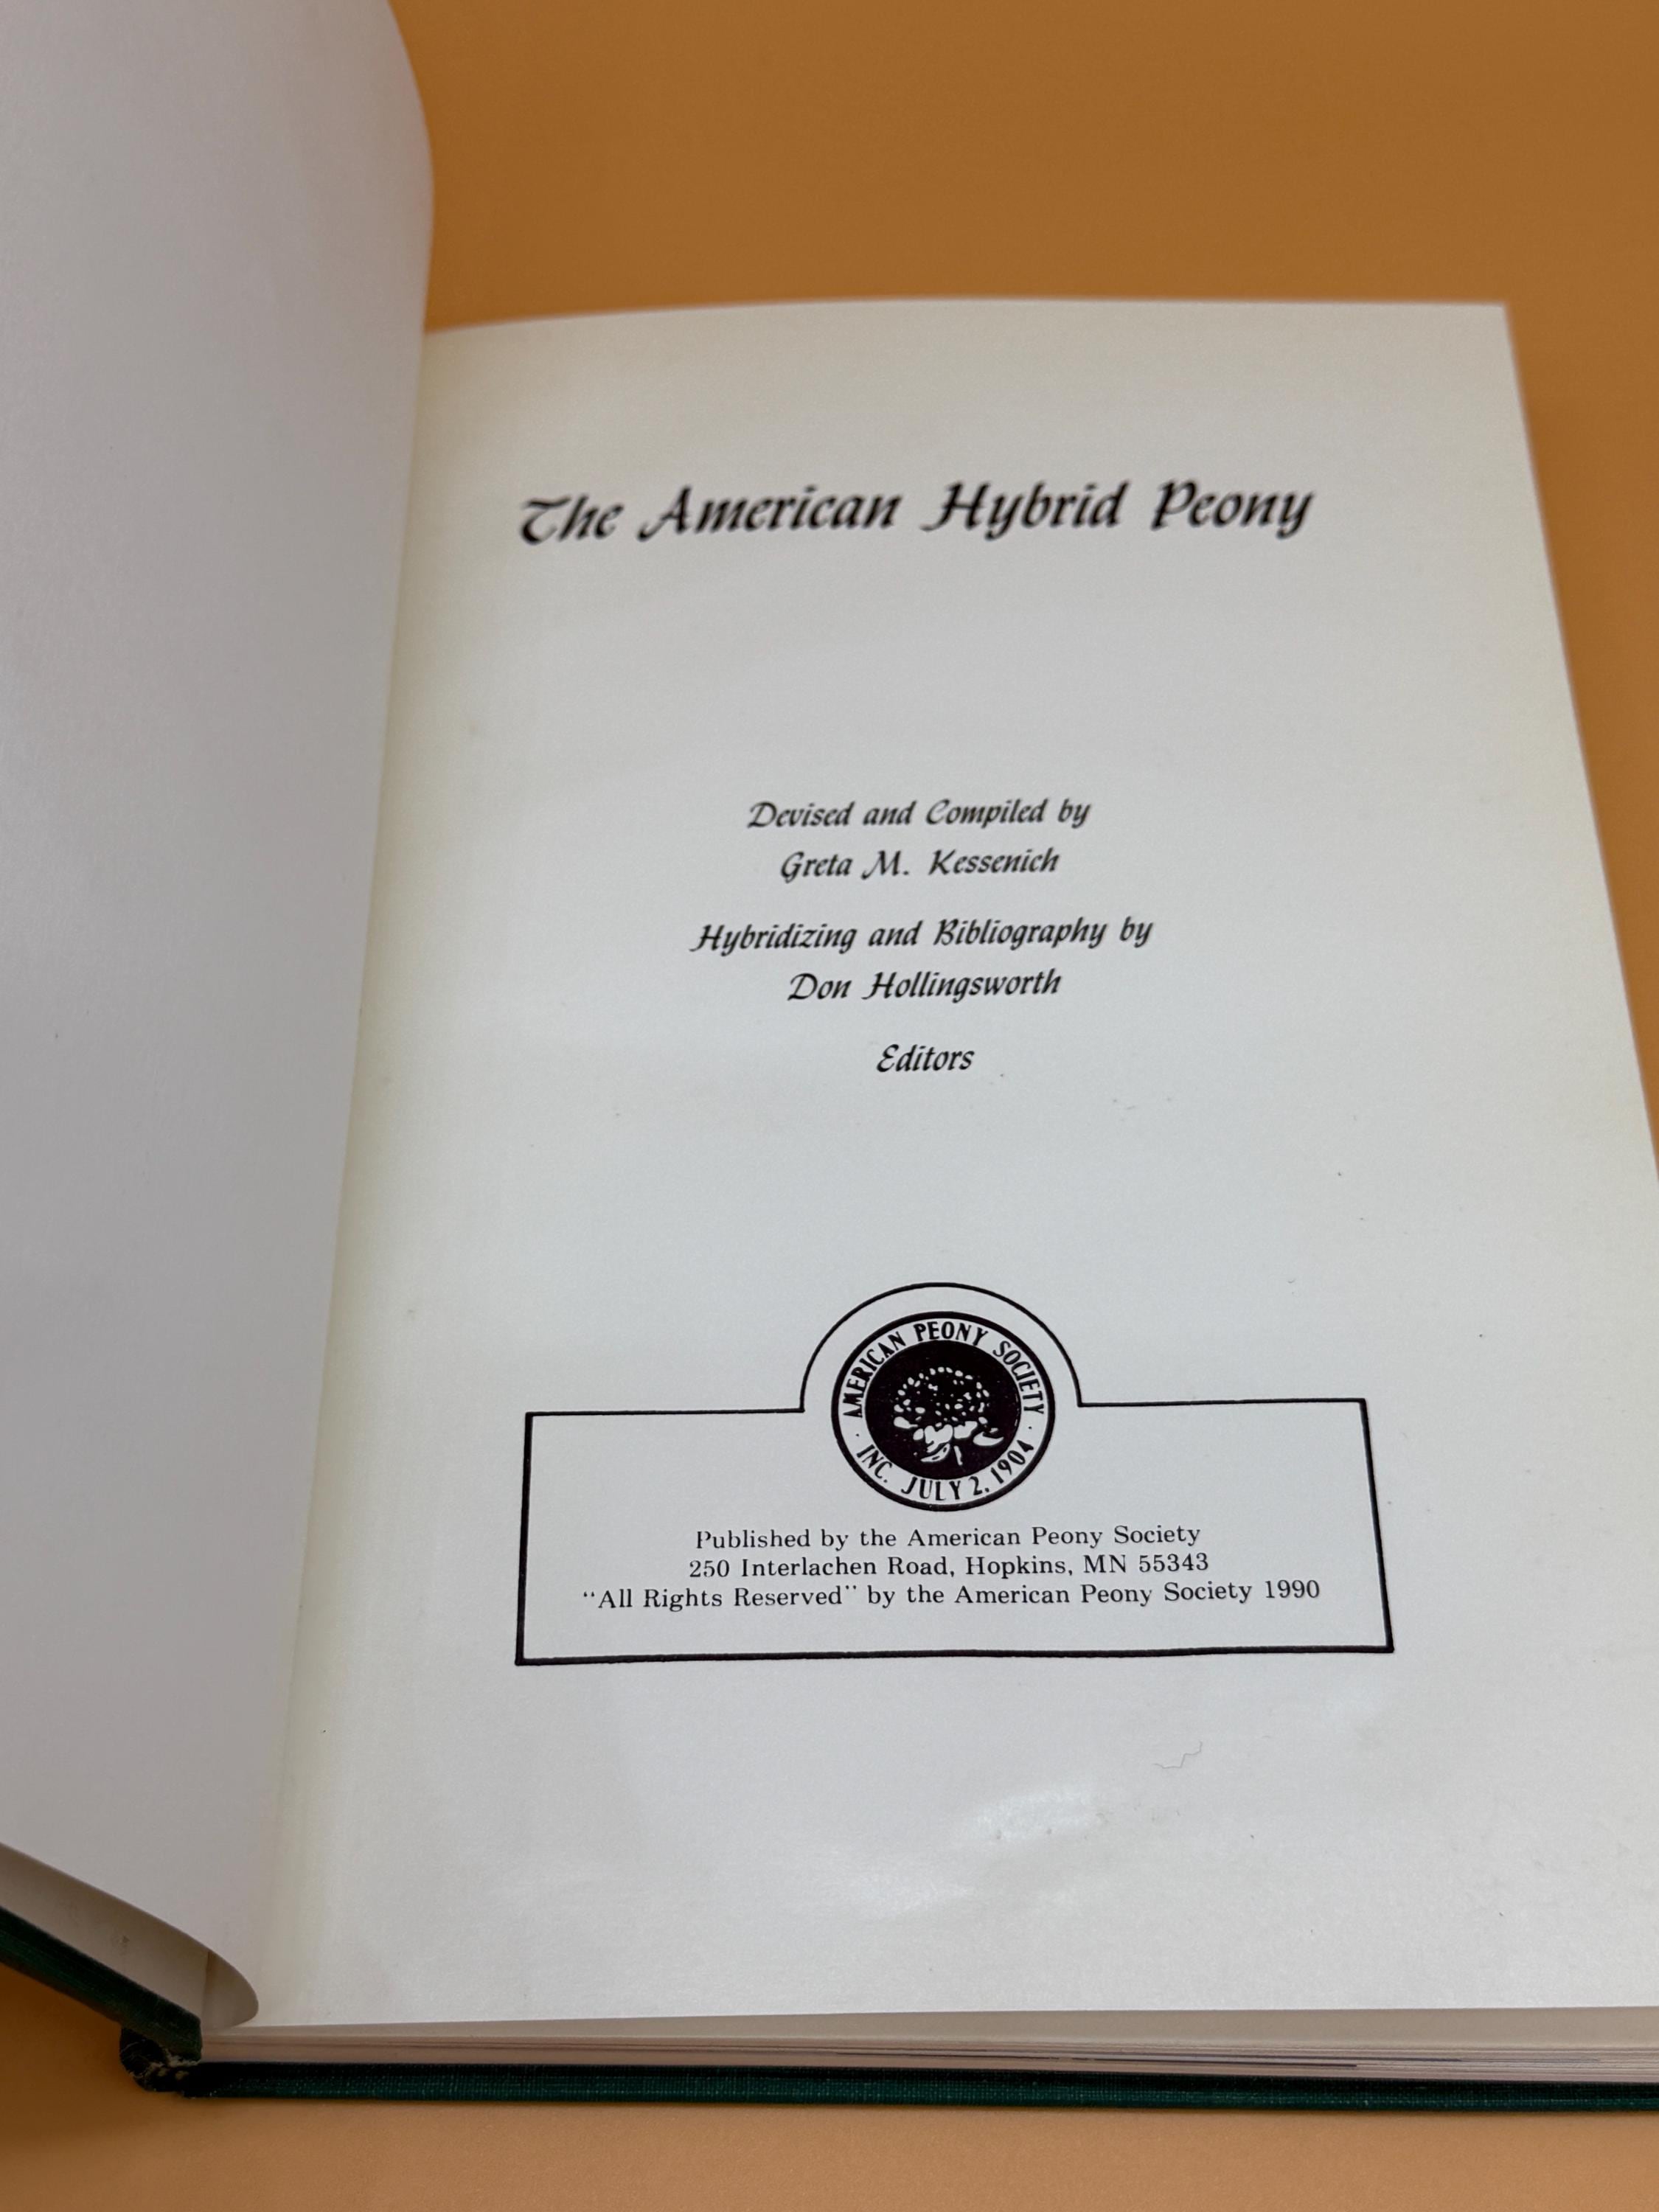 The American Hybrid Peony
Devised and Compiled by
Greta M. Kessenich
Hybridizing and Bibliography by
Don Hollingsworth
Editors
AMERICAN PEONY SOCIETY
· INC. JULY 2, 1904 ·
Published by the American Peony Society
250 Interlachen Road, Hopkins, MN 55343
“All Rights Reserved” by the American Peony Society 1990